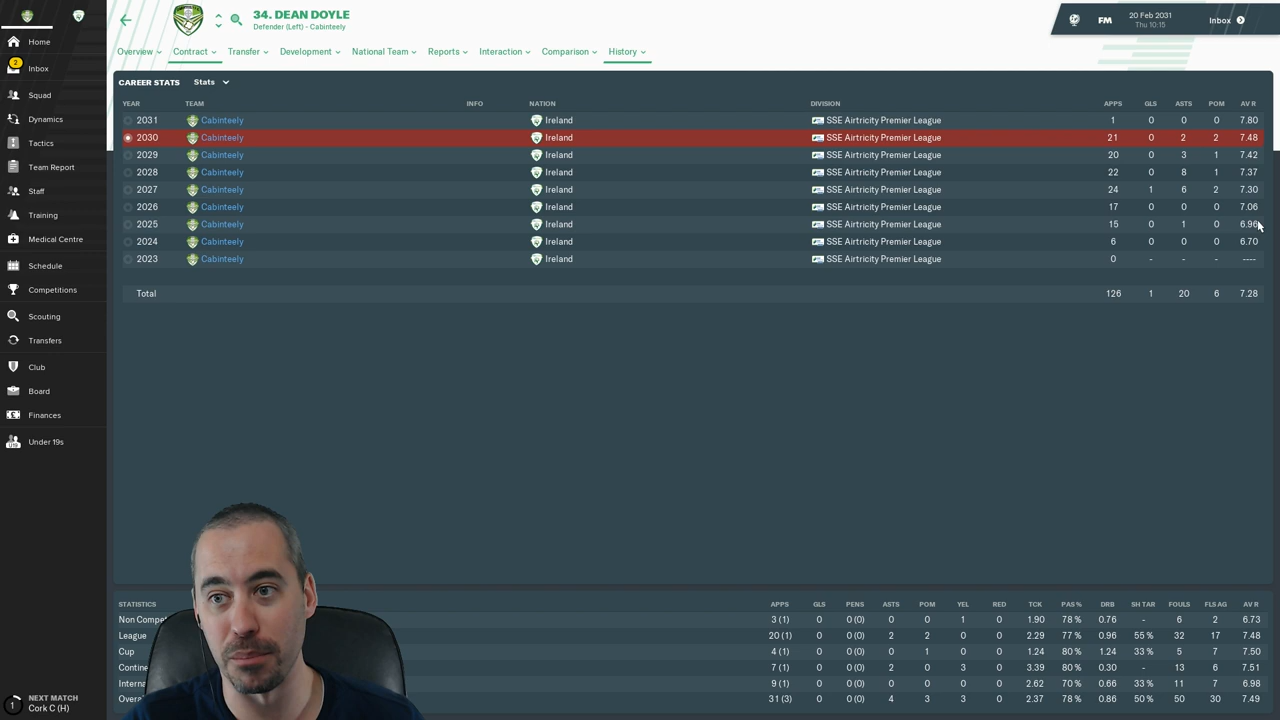 34. DEAN DOYLE
Defender (Left) - Cabinteely
20 Feb 2031
Thu 10:15
FM
Inbox
Home
2
Inbox
Squad
Dynamics
Tactics
Team Report
Staff
Training
Medical Centre
Schedule
Competitions
Scouting
Transfers
Club
Board
Finances
Under 19s
1 NEXT MATCH
Cork C (H)
Overview Contract Transfer Development National Team Reports Interaction Comparison History
CAREER STATS Stats
YEAR TEAM INFO NATION DIVISION APPS GLS ASTS POM AV R
2031 Cabinteely Ireland SSE Airtricity Premier League 1 0 0 0 7.80
2030 Cabinteely Ireland SSE Airtricity Premier League 21 0 2 2 7.48
2029 Cabinteely Ireland SSE Airtricity Premier League 20 0 3 1 7.42
2028 Cabinteely Ireland SSE Airtricity Premier League 22 0 8 1 7.37
2027 Cabinteely Ireland SSE Airtricity Premier League 24 1 6 2 7.30
2026 Cabinteely Ireland SSE Airtricity Premier League 17 0 0 0 7.06
2025 Cabinteely Ireland SSE Airtricity Premier League 15 0 1 0 6.96
2024 Cabinteely Ireland SSE Airtricity Premier League 6 0 0 0 6.70
2023 Cabinteely Ireland SSE Airtricity Premier League 0 - - - ----
Total 126 1 20 6 7.28
STATISTICS APPS GLS PENS ASTS POM YEL RED TCK PAS % DRB SH TAR FOULS FLS AG AV R
Non Compe 3 (1) 0 0 (0) 0 0 1 0 1.90 78 % 0.76 - 6 2 6.73
League 20 (1) 0 0 (0) 2 2 0 0 2.29 77 % 0.96 55 % 32 17 7.48
Cup 4 (1) 0 0 (0) 0 1 0 0 1.24 80 % 1.24 33 % 5 7 7.50
Contine 7 (1) 0 0 (0) 2 0 3 0 3.39 80 % 0.30 - 13 6 7.51
Interna 9 (1) 0 0 (0) 0 0 0 0 2.62 70 % 0.66 33 % 11 7 6.98
Overa 31 (3) 0 0 (0) 4 3 3 0 2.37 78 % 0.86 50 % 50 30 7.49